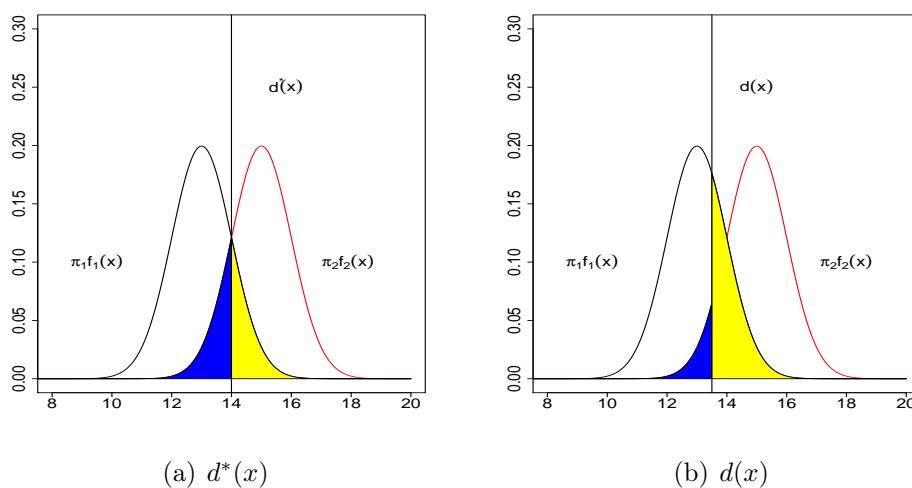 0.00 0.05 0.10 0.15 0.20 0.25 0.30
d*(x)
π₁f₁(x)
π₂f₂(x)
8 10 12 14 16 18 20
(a) d*(x)
0.00 0.05 0.10 0.15 0.20 0.25 0.30
d(x)
π₁f₁(x)
π₂f₂(x)
8 10 12 14 16 18 20
(b) d(x)